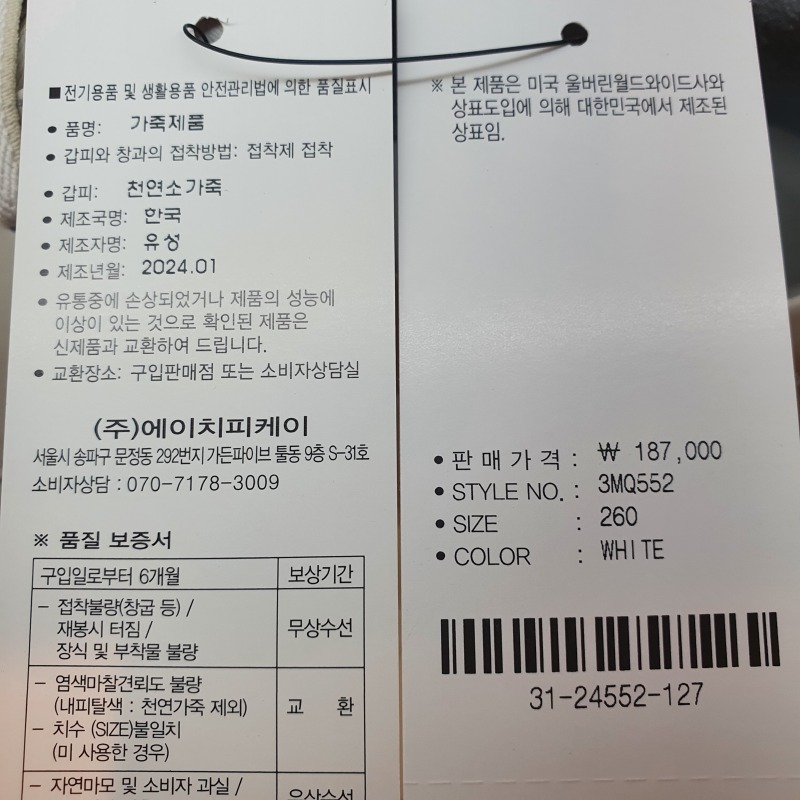 ■ 전기용품 및 생활용품 안전관리법에 의한 품질표시
● 품명: 가죽제품
● 갑피와 창과의 접착방법: 접착제 접착
● 갑피: 천연소가죽
● 제조국명: 한국
● 제조자명: 유성
● 제조년월: 2024.01
● 유통중에 손상되었거나 제품의 성능에
이상이 있는 것으로 확인된 제품은
신제품과 교환하여 드립니다.
● 교환장소: 구입판매점 또는 소비자상담실
(주)에이치피케이
서울시 송파구 문정동 292번지 가든파이브 툴동 9층 S-31호
소비자상담 : 070-7178-3009
※ 품질 보증서
구입일로부터 6개월 보상기간
- 접착불량(창굽 등) /
재봉시 터짐 /
장식 및 부착물 불량
무상수선
- 염색마찰견뢰도 불량
(내피탈색 : 천연가죽 제외)
- 치수 (SIZE)불일치
(미 사용한 경우)
교 환
- 자연마모 및 소비자 과실 /
유상수선
※ 본 제품은 미국 울버린월드와이드사와
상표도입에 의해 대한민국에서 제조된
상표임.
● 판매가격 : ₩ 187,000
● STYLE NO. : 3MQ552
● SIZE : 260
● COLOR : WHITE
31-24552-127